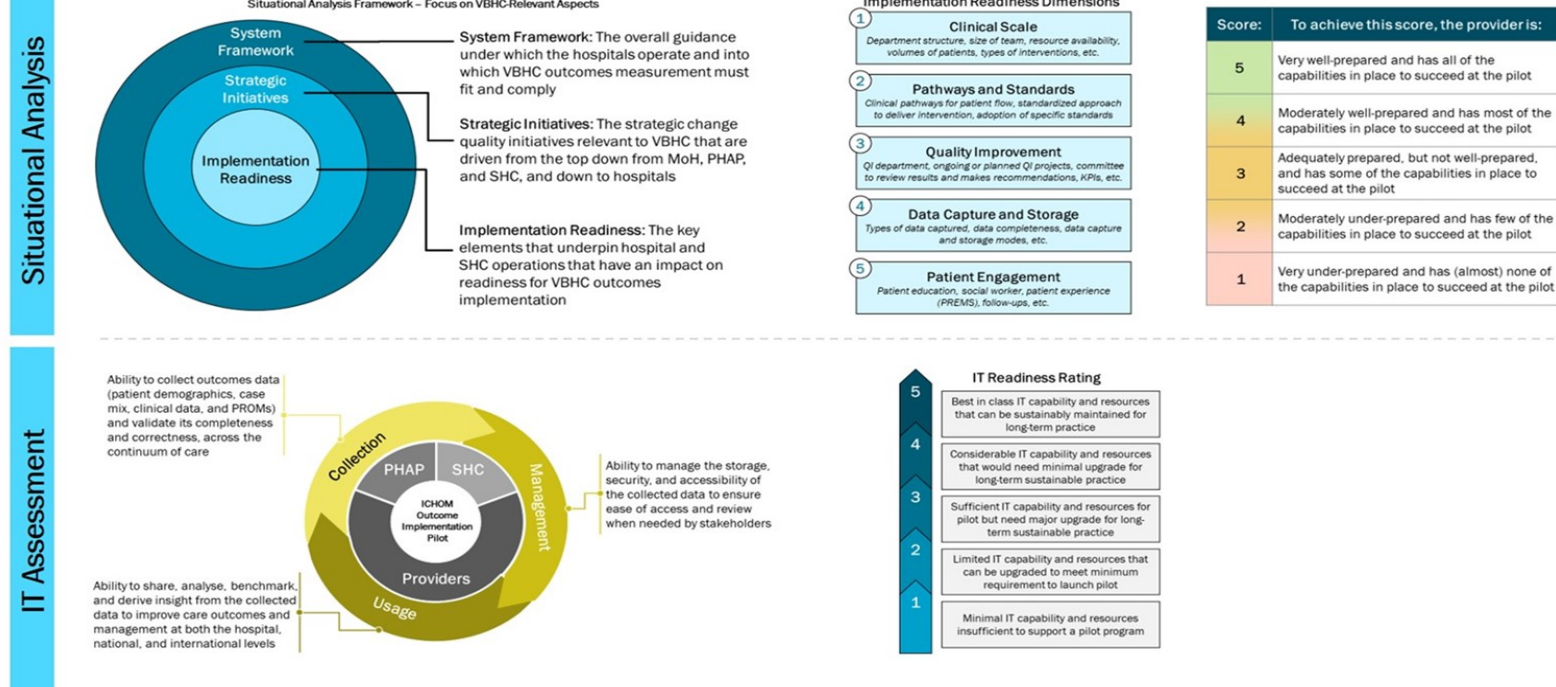 Situational Analysis Framework – Focus on VBHC-Relevant Aspects
Situational Analysis
System
Framework
Strategic
Initiatives
Implementation
Readiness
System Framework: The overall guidance
under which the hospitals operate and into
which VBHC outcomes measurement must
fit and comply
Strategic Initiatives: The strategic change
quality initiatives relevant to VBHC that are
driven from the top down from MoH, PHAP,
and SHC, and down to hospitals
Implementation Readiness: The key
elements that underpin hospital and
SHC operations that have an impact on
readiness for VBHC outcomes
implementation
Implementation Readiness Dimensions
1
Clinical Scale
Department structure, size of team, resource availability,
volumes of patients, types of interventions, etc.
2
Pathways and Standards
Clinical pathways for patient flow, standardized approach
to deliver intervention, adoption of specific standards
3
Quality Improvement
QI department, ongoing or planned QI projects, committee
to review results and makes recommendations, KPIs, etc.
4
Data Capture and Storage
Types of data captured, data completeness, data capture
and storage modes, etc.
5
Patient Engagement
Patient education, social worker, patient experience
(PREMS), follow-ups, etc.
Score: To achieve this score, the provider is:
5
Very well-prepared and has all of the
capabilities in place to succeed at the pilot
4
Moderately well-prepared and has most of the
capabilities in place to succeed at the pilot
3
Adequately prepared, but not well-prepared,
and has some of the capabilities in place to
succeed at the pilot
2
Moderately under-prepared and has few of the
capabilities in place to succeed at the pilot
1
Very under-prepared and has (almost) none of
the capabilities in place to succeed at the pilot
IT Assessment
Ability to collect outcomes data
(patient demographics, case
mix, clinical data, and PROMs)
and validate its completeness
and correctness, across the
continuum of care
Collection
Management
Usage
PHAP
SHC
Providers
ICHOM
Outcome
Implementation
Pilot
Ability to manage the storage,
security, and accessibility of
the collected data to ensure
ease of access and review
when needed by stakeholders
Ability to share, analyse, benchmark,
and derive insight from the collected
data to improve care outcomes and
management at both the hospital,
national, and international levels
IT Readiness Rating
5
Best in class IT capability and resources
that can be sustainably maintained for
long-term practice
4
Considerable IT capability and resources
that would need minimal upgrade for
long-term sustainable practice
3
Sufficient IT capability and resources for
pilot but need major upgrade for long-
term sustainable practice
2
Limited IT capability and resources that
can be upgraded to meet minimum
requirement to launch pilot
1
Minimal IT capability and resources
insufficient to support a pilot program